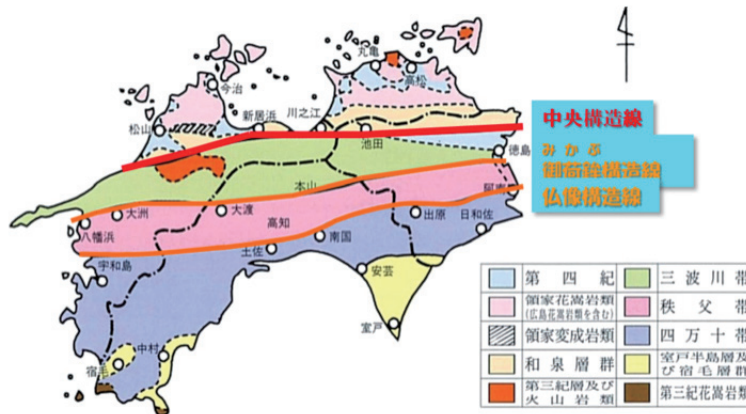 丸亀
高松
今治
新居浜
川之江
松山
池田
徳島
中央構造線
みかぶ
御荷鉾構造線
仏像構造線
本山
阿南
大洲
大渡
八幡浜
高知
出原
日和佐
土佐
南国
宇和島
安芸
室戸
中村
宿毛
第四紀
三波川帯
領家花崗岩類
(広島花崗岩類を含む)
秩父帯
領家変成岩類
四万十帯
和泉層群
室戸半島層及
び宿毛層群
第三紀層及び
火山岩類
第三紀花崗岩類